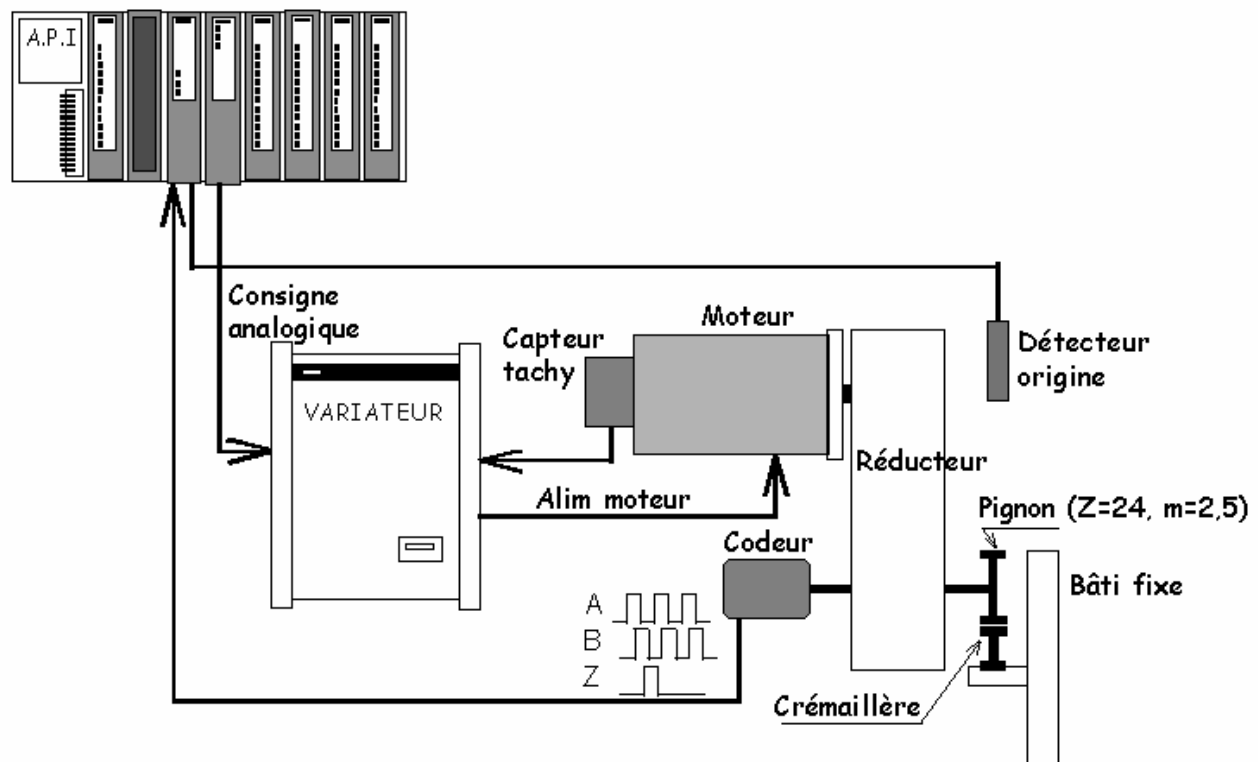 A.P.I
Consigne
analogique
Capteur
tachy
Moteur
Détecteur
origine
VARIATEUR
Réducteur
Alim moteur
Pignon (Z=24, m=2,5)
Codeur
Bâti fixe
A
B
Z
Crémaillère